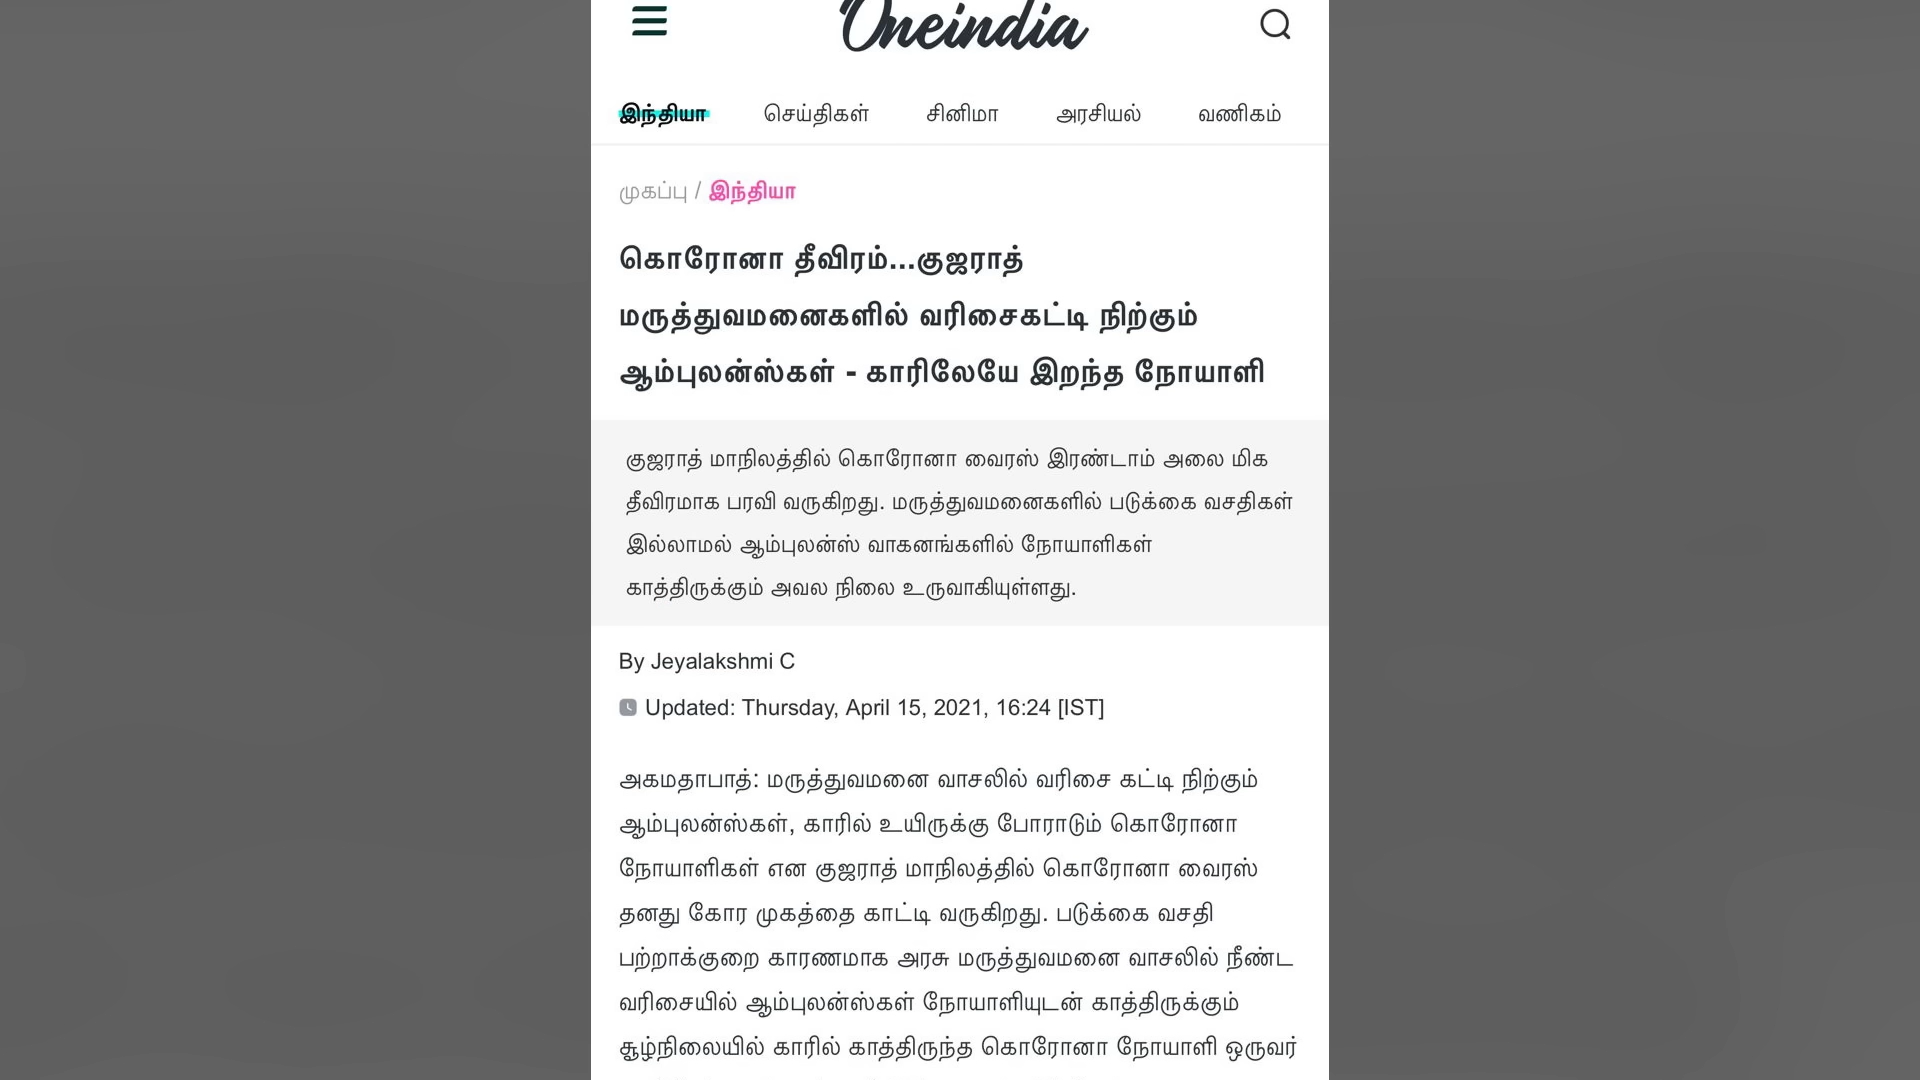 Oneindia
இந்தியா செய்திகள் சினிமா அரசியல் வணிகம்
முகப்பு / இந்தியா
கொரோனா தீவிரம்...குஜராத்
மருத்துவமனைகளில் வரிசைகட்டி நிற்கும்
ஆம்புலன்ஸ்கள் - காரிலேயே இறந்த நோயாளி
குஜராத் மாநிலத்தில் கொரோனா வைரஸ் இரண்டாம் அலை மிக
தீவிரமாக பரவி வருகிறது. மருத்துவமனைகளில் படுக்கை வசதிகள்
இல்லாமல் ஆம்புலன்ஸ் வாகனங்களில் நோயாளிகள்
காத்திருக்கும் அவல நிலை உருவாகியுள்ளது.
By Jeyalakshmi C
Updated: Thursday, April 15, 2021, 16:24 [IST]
அகமதாபாத்: மருத்துவமனை வாசலில் வரிசை கட்டி நிற்கும்
ஆம்புலன்ஸ்கள், காரில் உயிருக்கு போராடும் கொரோனா
நோயாளிகள் என குஜராத் மாநிலத்தில் கொரோனா வைரஸ்
தனது கோர முகத்தை காட்டி வருகிறது. படுக்கை வசதி
பற்றாக்குறை காரணமாக அரசு மருத்துவமனை வாசலில் நீண்ட
வரிசையில் ஆம்புலன்ஸ்கள் நோயாளியுடன் காத்திருக்கும்
சூழ்நிலையில் காரில் காத்திருந்த கொரோனா நோயாளி ஒருவர்